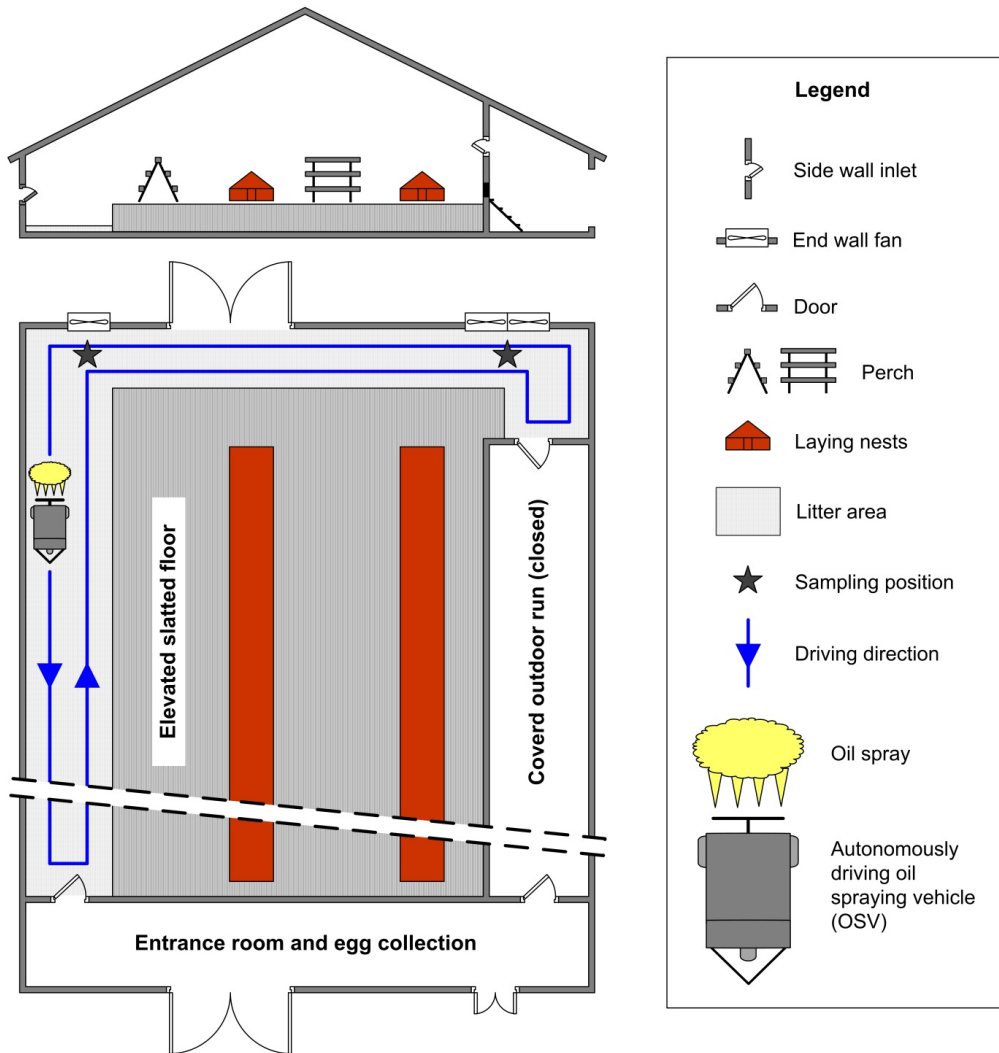 Legend
Side wall inlet
End wall fan
Door
Perch
Laying nests
Litter area
Sampling position
Driving direction
Oil spray
Autonomously
driving oil
spraying vehicle
(OSV)
Elevated slatted floor
Coverd outdoor run (closed)
Entrance room and egg collection